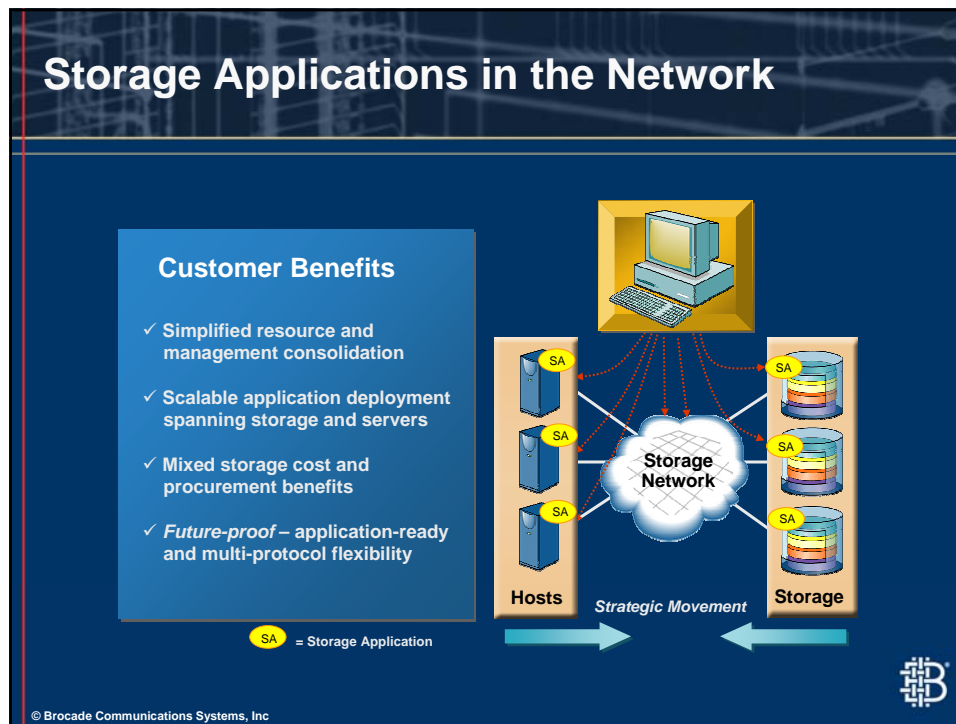 Storage Applications in the Network
Customer Benefits
✓ Simplified resource and
management consolidation
✓ Scalable application deployment
spanning storage and servers
✓ Mixed storage cost and
procurement benefits
✓ Future-proof – application-ready
and multi-protocol flexibility
SA
SA
SA
SA
SA
SA
Storage
Network
Hosts
Strategic Movement
Storage
SA = Storage Application
© Brocade Communications Systems, Inc
B